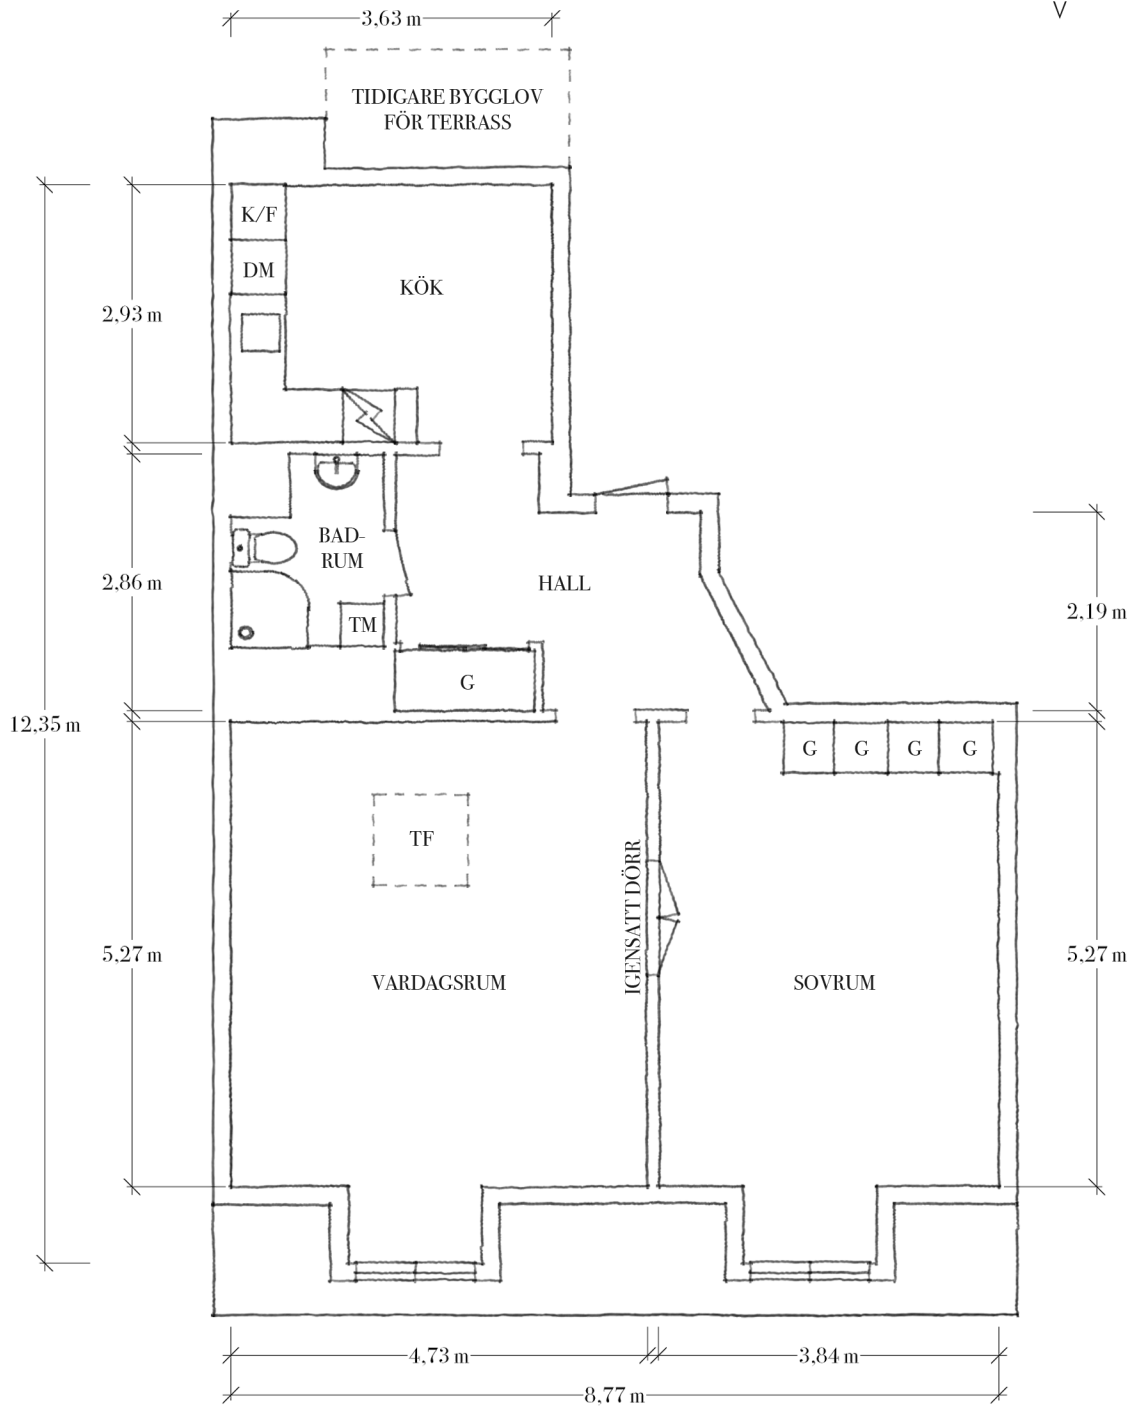 V
3,63 m
TIDIGARE BYGGLOV
FÖR TERRASS
K/F
DM
KÖK
2,93 m
BAD-
RUM
2,86 m
HALL
2,19 m
TM
G
12,35 m
G G G G
TF
IGENSATT DÖRR
5,27 m
5,27 m
VARDAGSRUM
SOVRUM
4,73 m
3,84 m
8,77 m